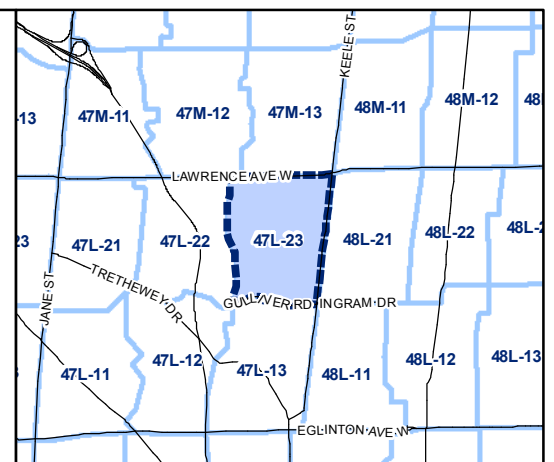 KEELE ST
-13
47M-11
47M-12
47M-13
48M-11
48M-12
48
LAWRENCE AVE W
23
47L-21
47L-22
47L-23
48L-21
48L-22
48L-2
JANE ST
TRETHEWEY DR
GULLIVER RD
INGRAM DR
47L-11
47L-12
47L-13
48L-11
48L-12
48L-13
EGLINTON AVE W